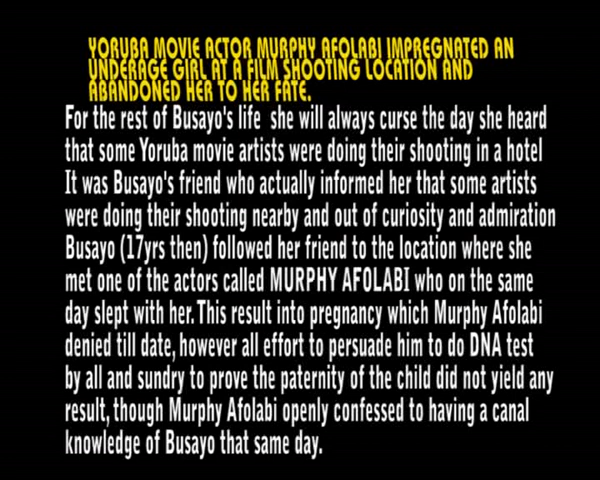 YORUBA MOVIE ACTOR MURPHY AFOLABI IMPREGNATED AN
UNDERAGE GIRL AT A FILM SHOOTING LOCATION AND
ABANDONED HER TO HER FATE.
For the rest of Busayo's life she will always curse the day she heard
that some Yoruba movie artists were doing their shooting in a hotel
It was Busayo's friend who actually informed her that some artists
were doing their shooting nearby and out of curiosity and admiration
Busayo (17yrs then) followed her friend to the location where she
met one of the actors called MURPHY AFOLABI who on the same
day slept with her. This result into pregnancy which Murphy Afolabi
denied till date, however all effort to persuade him to do DNA test
by all and sundry to prove the paternity of the child did not yield any
result, though Murphy Afolabi openly confessed to having a canal
knowledge of Busayo that same day.